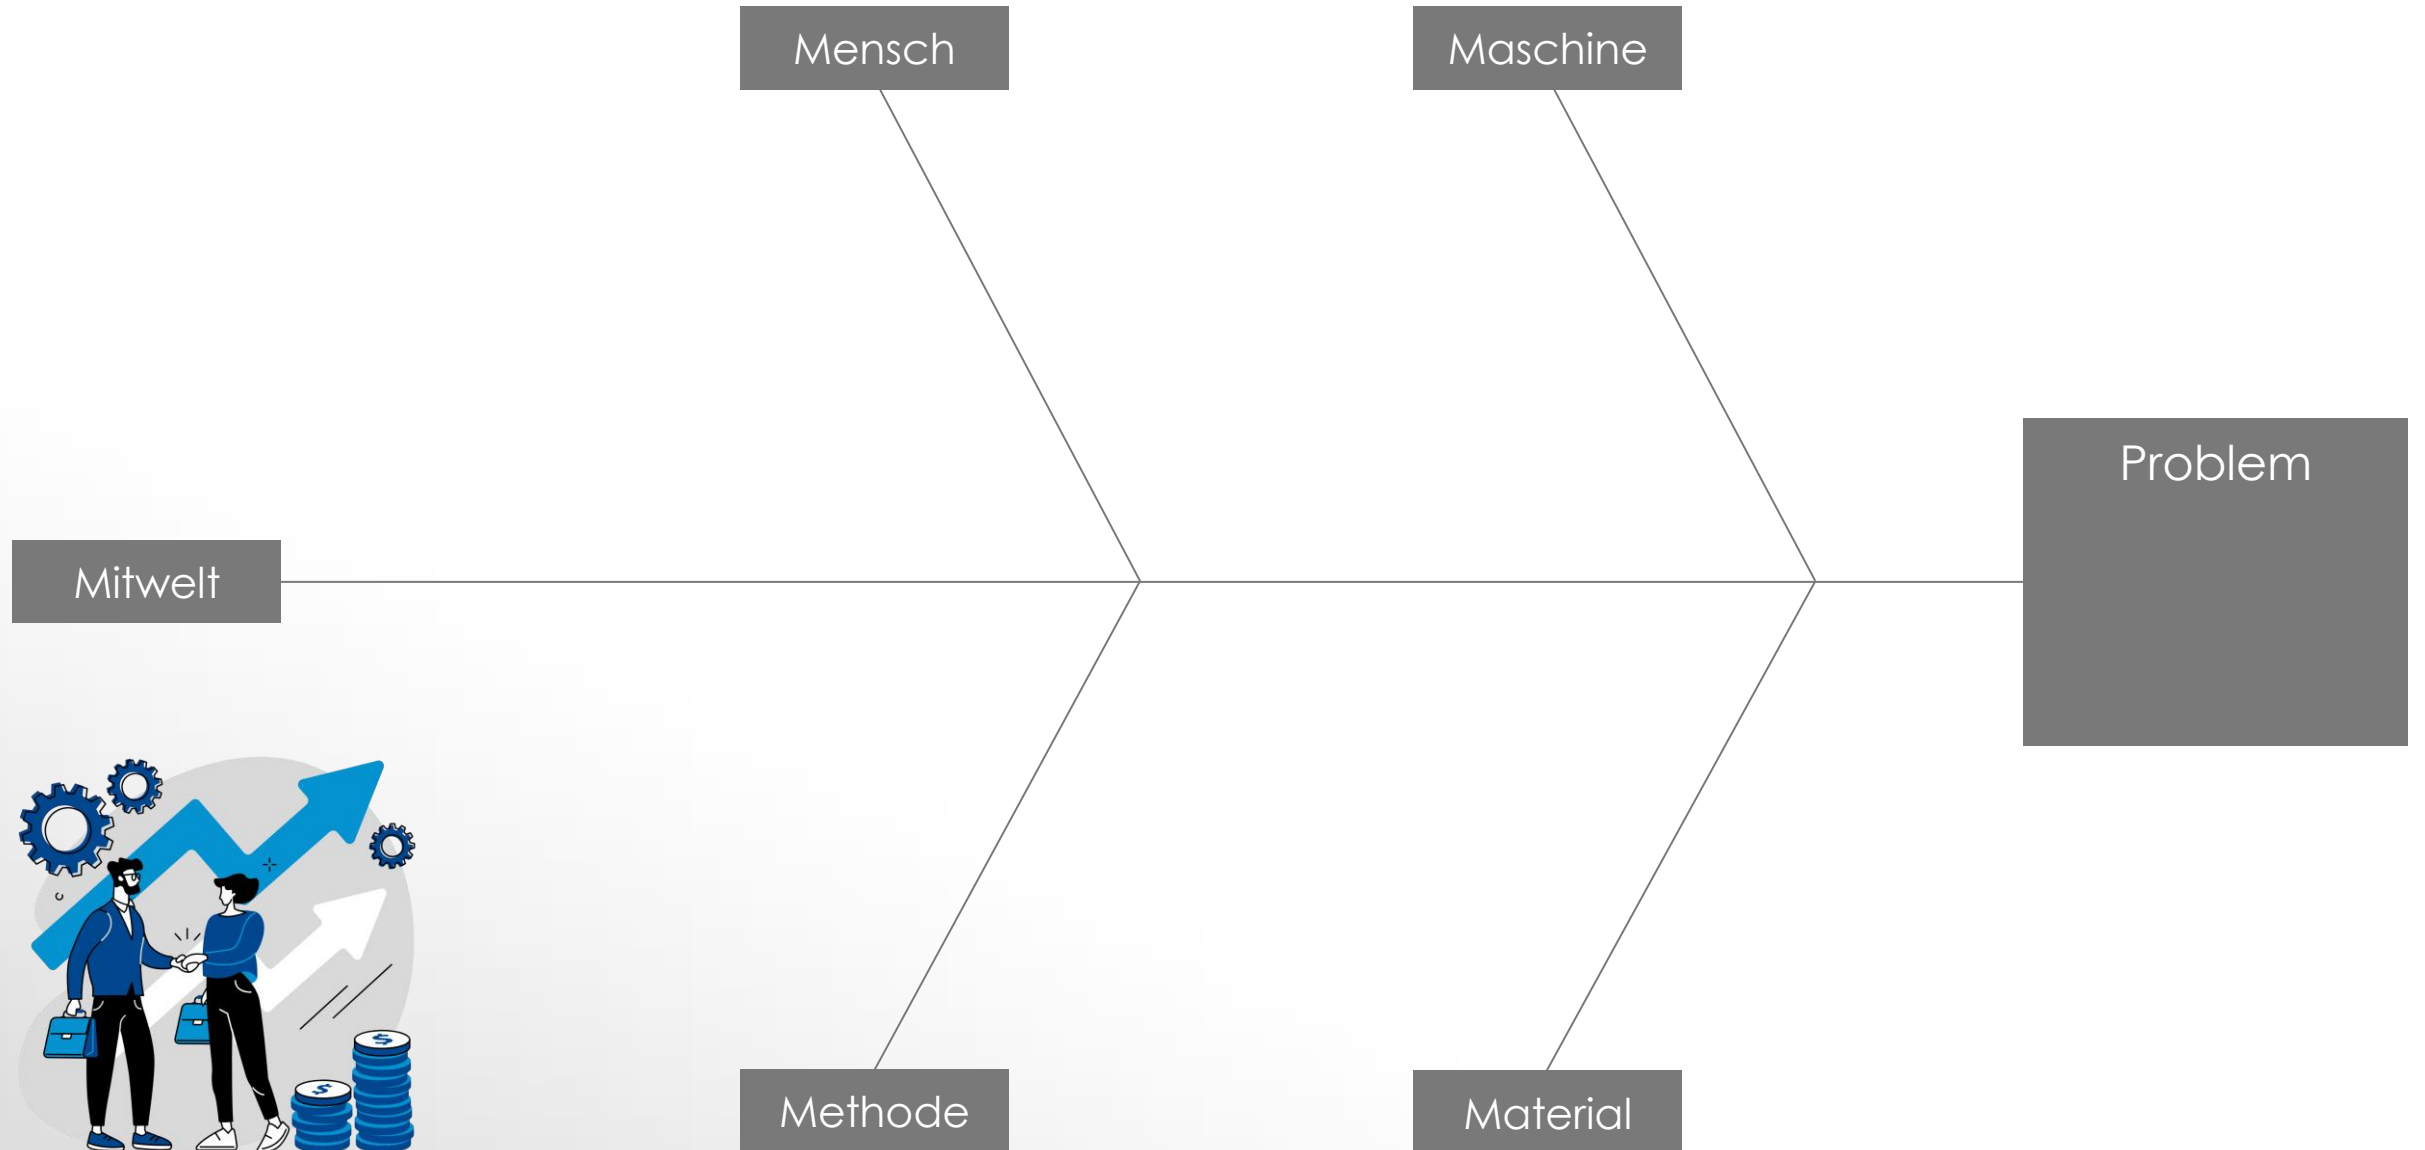 Mensch
Maschine
Problem
Mitwelt
$
$
Methode
Material